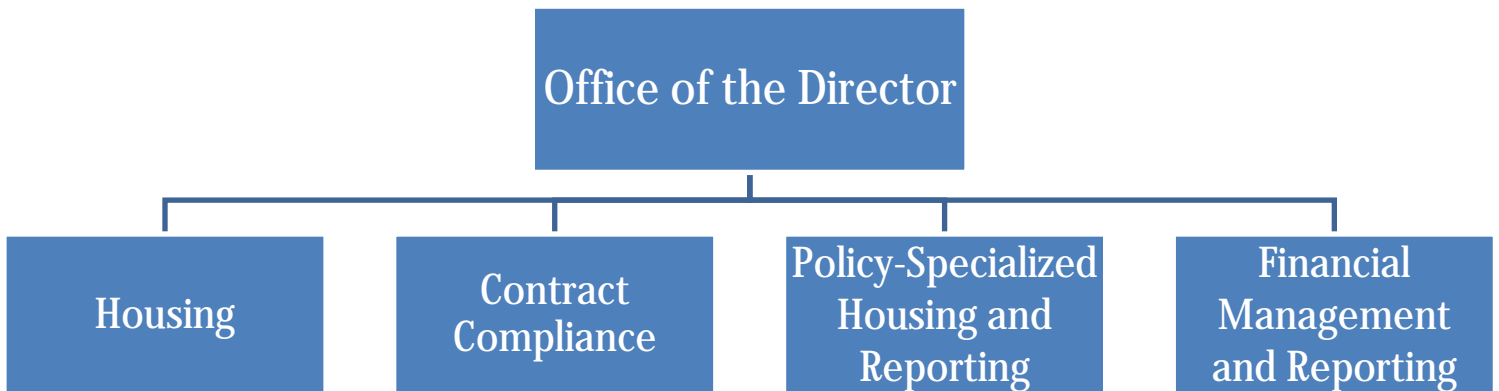 Office of the Director
Housing
Contract
Compliance
Policy-Specialized
Housing and
Reporting
Financial
Management
and Reporting